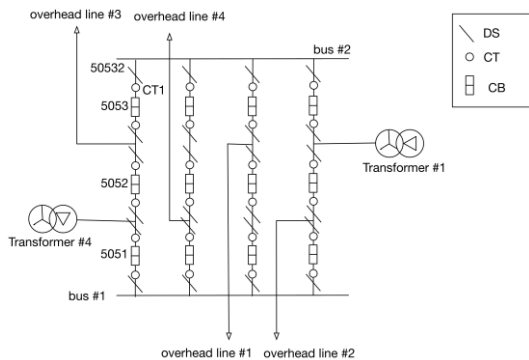 overhead line #3
overhead line #4
bus #2
50532
CT1
5053
5052
Transformer #1
Transformer #4
5051
bus #1
overhead line #1
overhead line #2
DS
CT
CB